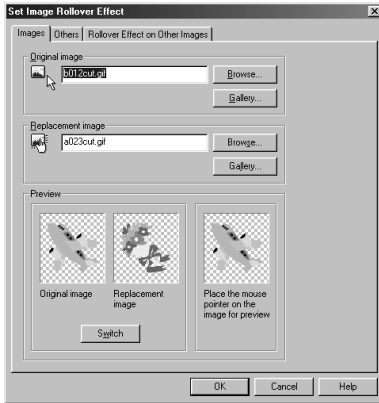 Set Image Rollover Effect
Images Others Rollover Effect on Other Images
Original image
b012cut.gif Browse...
Gallery...
Replacement image
a023cut.gif Browse...
Gallery...
Preview
Original image Replacement image Place the mouse pointer on the image for preview
Switch
OK Cancel Help